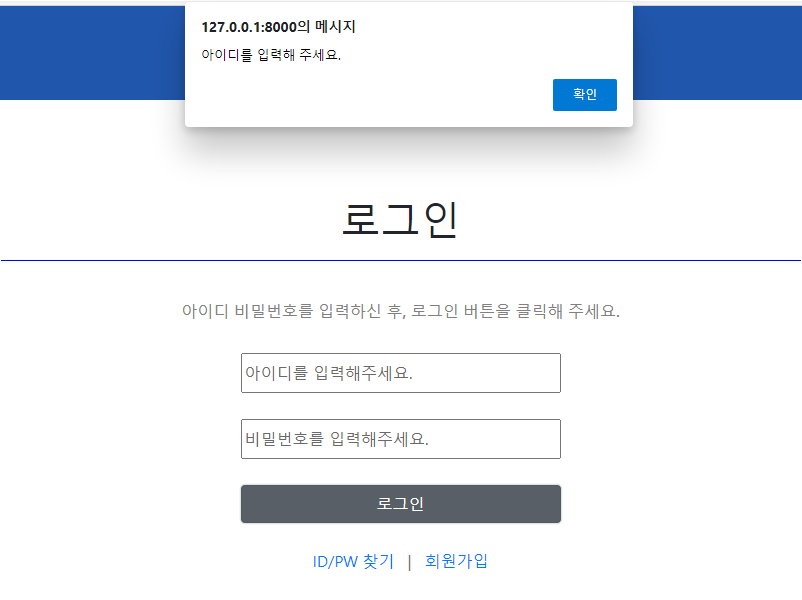 127.0.0.1:8000의 메시지
아이디를 입력해 주세요.
확인
로그인
아이디 비밀번호를 입력하신 후, 로그인 버튼을 클릭해 주세요.
아이디를 입력해주세요.
비밀번호를 입력해주세요.
로그인
ID/PW 찾기 | 회원가입